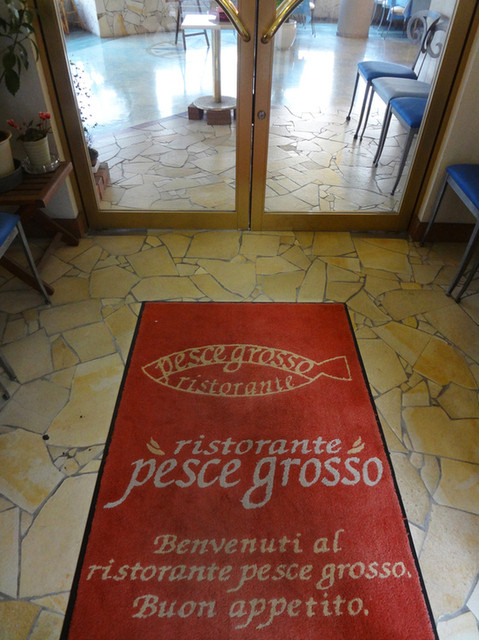 pesce grosso
ristorante
ristorante
pesce grosso
Benvenuti al
ristorante pesce grosso.
Buon appetito.